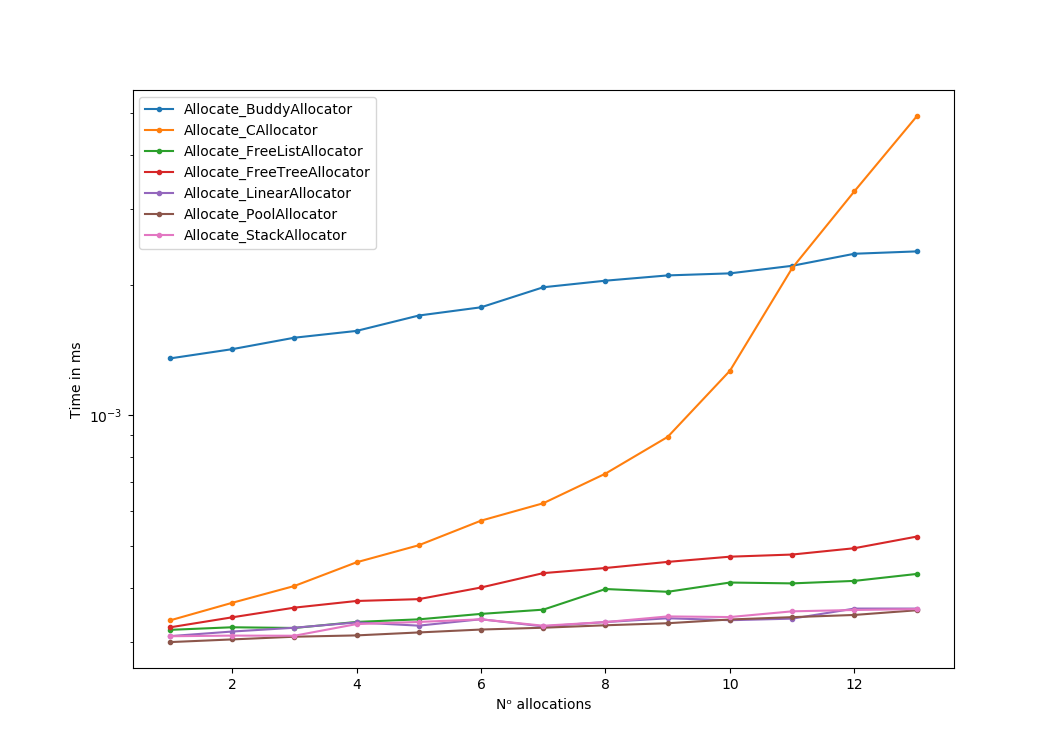 Allocate_BuddyAllocator
Allocate_CAllocator
Allocate_FreeListAllocator
Allocate_FreeTreeAllocator
Allocate_LinearAllocator
Allocate_PoolAllocator
Allocate_StackAllocator
Time in ms
10⁻³
2 4 6 8 10 12
Nº allocations